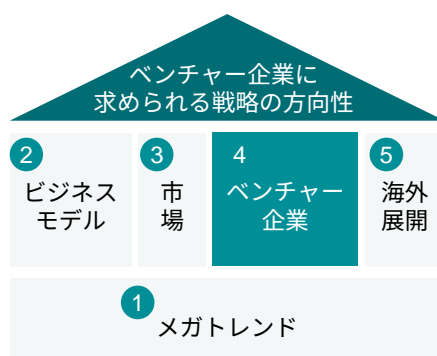 ベンチャー企業に
求められる戦略の方向性
2
ビジネス
モデル
3
市
場
4
ベンチャー
企業
5
海外
展開
1
メガトレンド